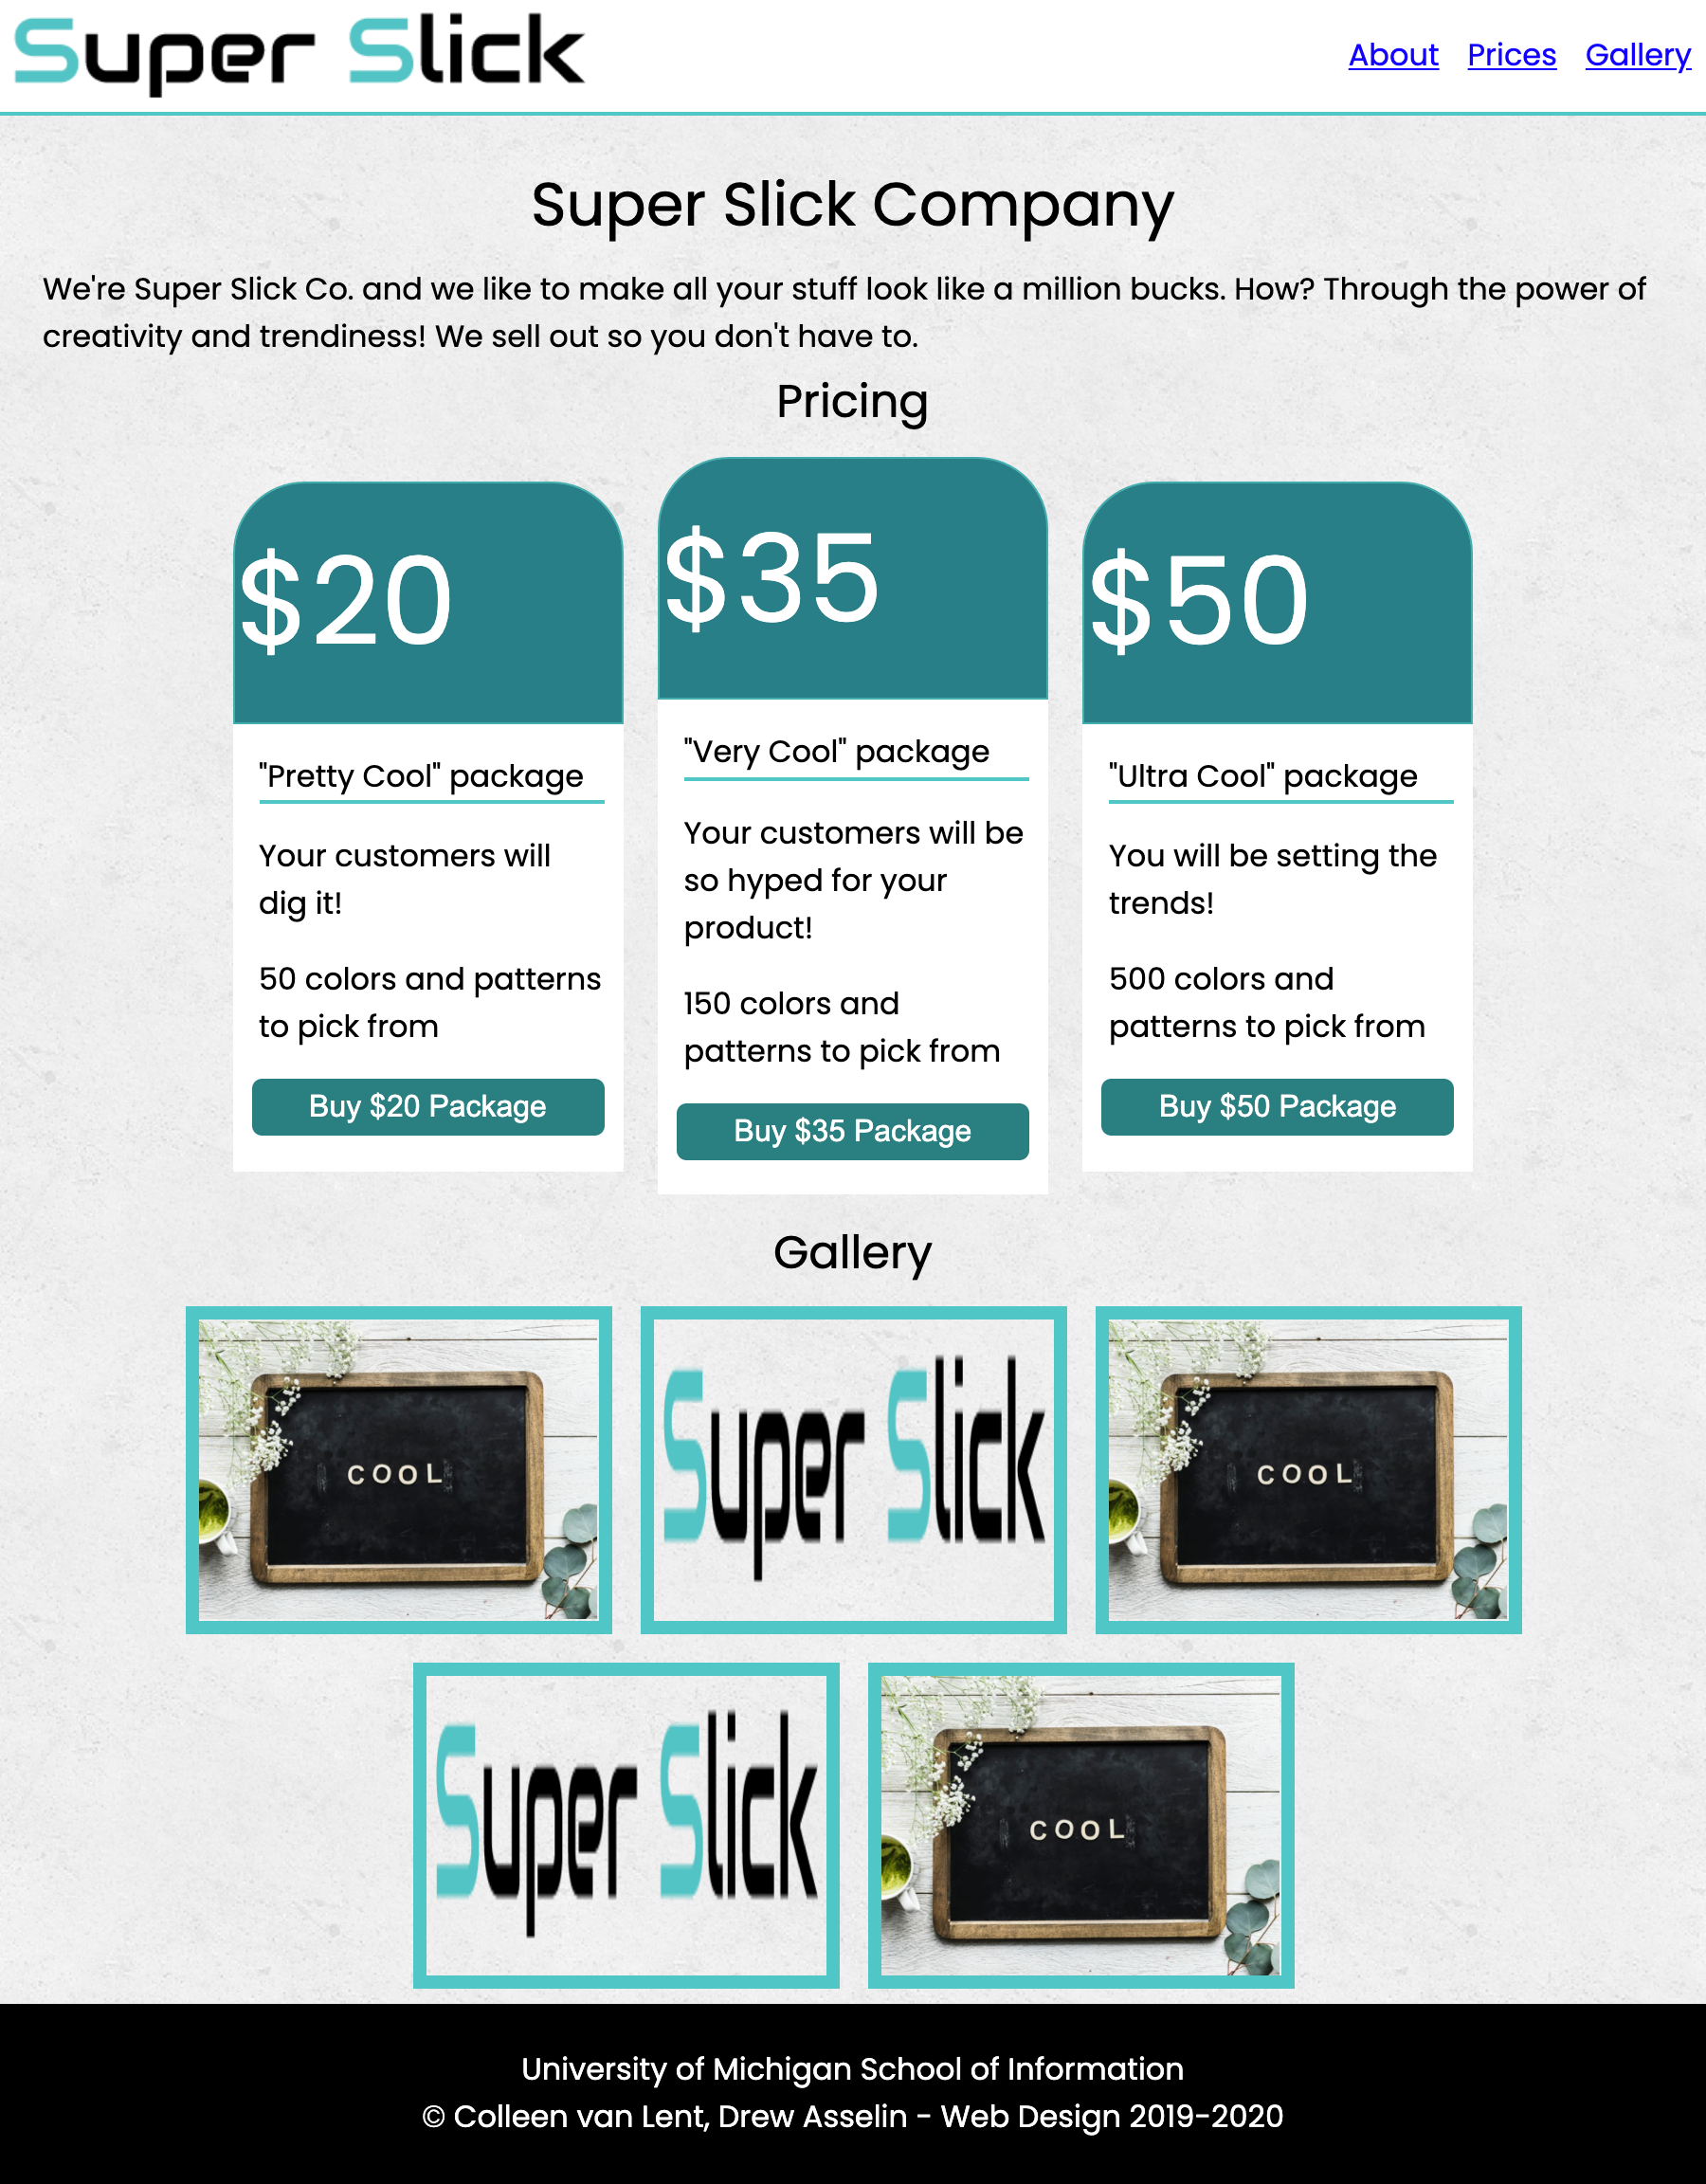 Super Slick
About Prices Gallery
Super Slick Company
We're Super Slick Co. and we like to make all your stuff look like a million bucks. How? Through the power of
creativity and trendiness! We sell out so you don't have to.
Pricing
$20
"Pretty Cool" package
Your customers will
dig it!
50 colors and patterns
to pick from
Buy $20 Package
$35
"Very Cool" package
Your customers will be
so hyped for your
product!
150 colors and
patterns to pick from
Buy $35 Package
$50
"Ultra Cool" package
You will be setting the
trends!
500 colors and
patterns to pick from
Buy $50 Package
Gallery
COOL
Super Slick
COOL
Super Slick
COOL
University of Michigan School of Information
© Colleen van Lent, Drew Asselin - Web Design 2019-2020